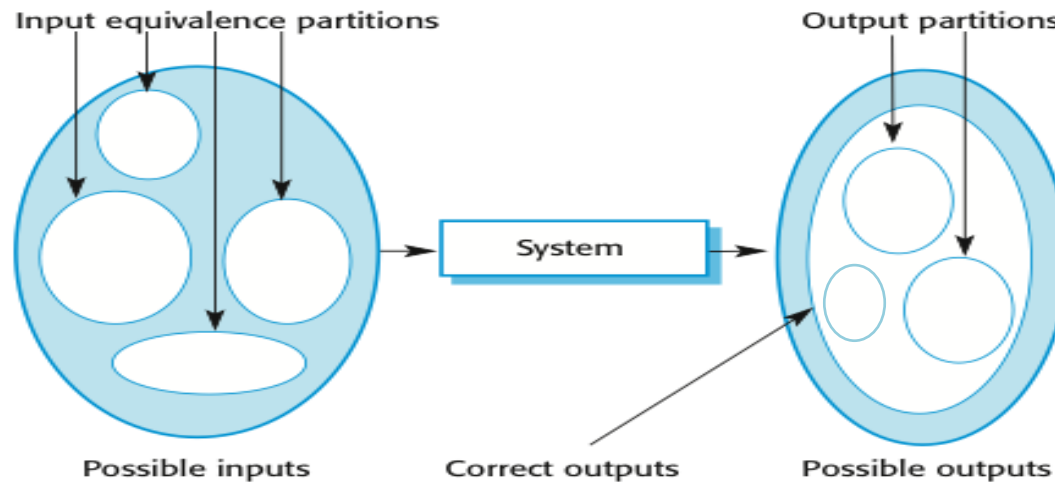 Input equivalence partitions
Output partitions
System
Possible inputs
Correct outputs
Possible outputs